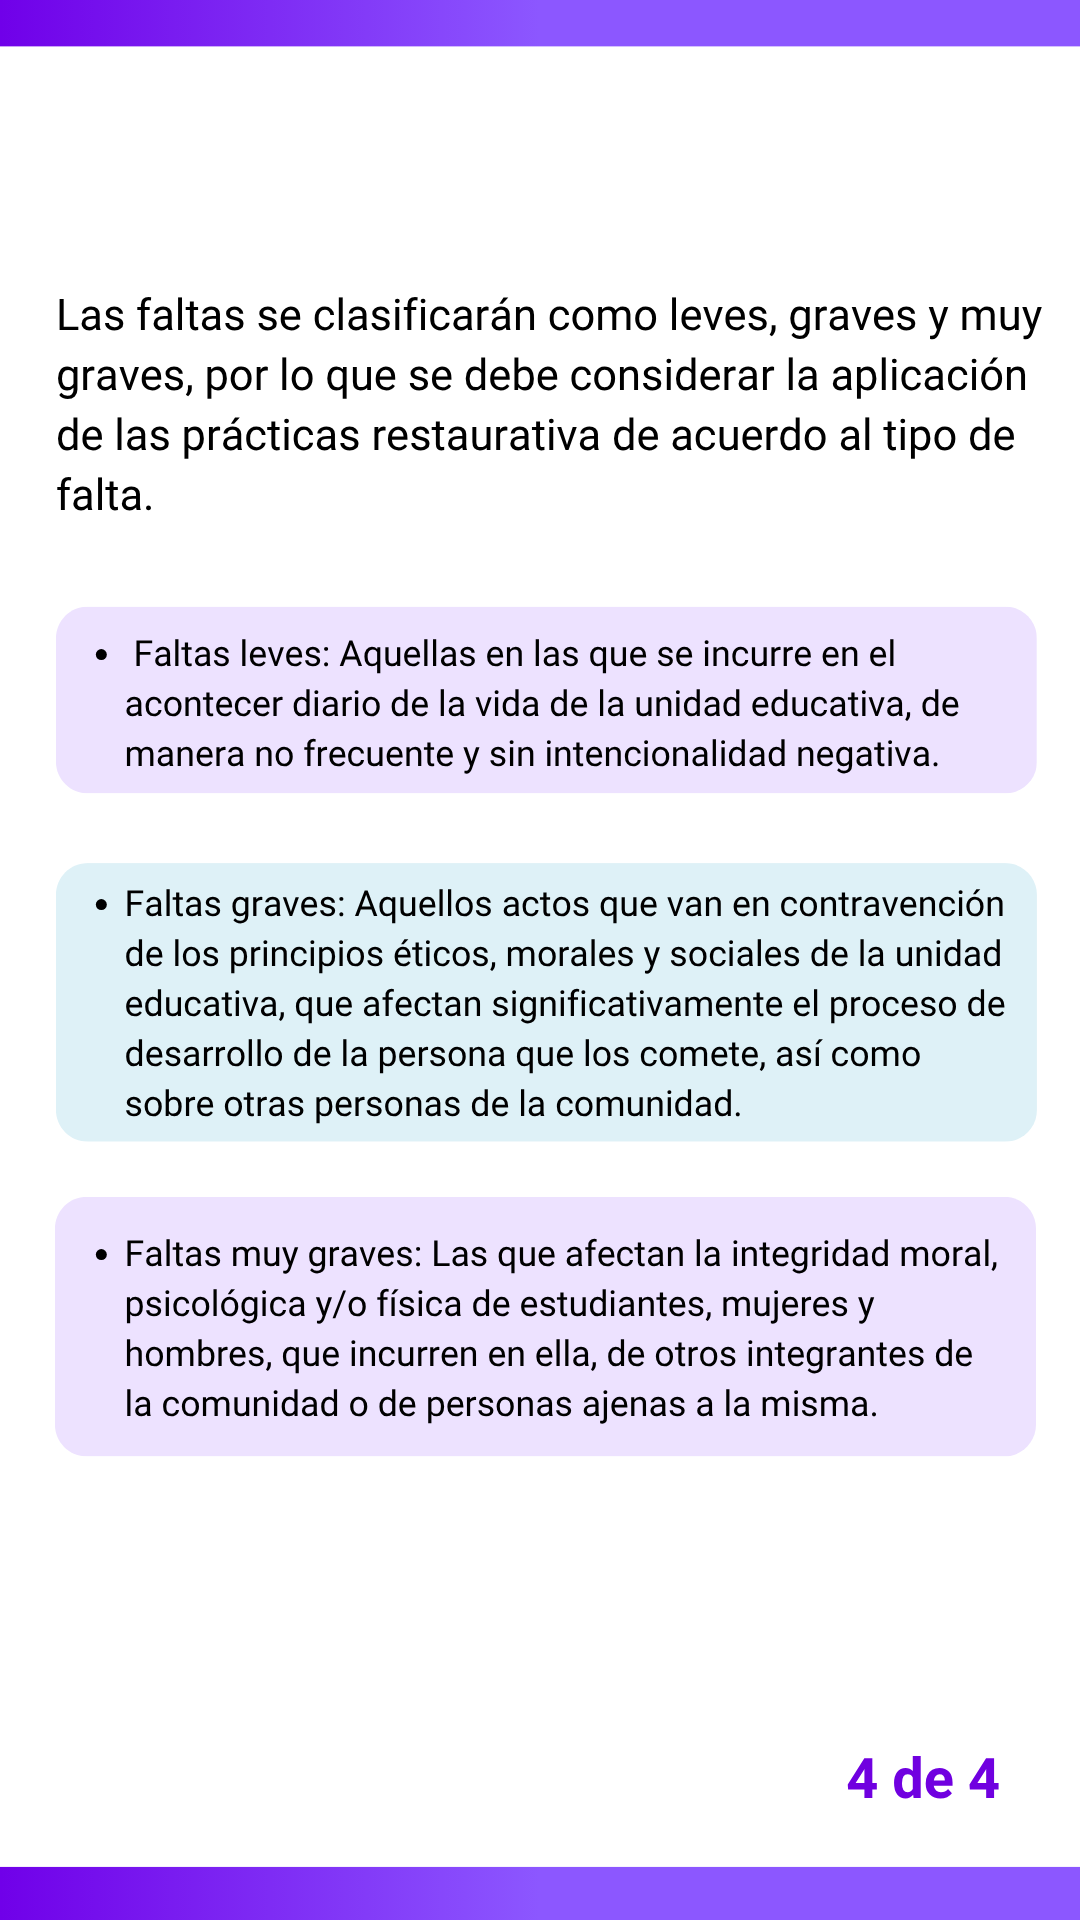 Las faltas se clasificarán como leves, graves y muy
graves, por lo que se debe considerar la aplicación
de las prácticas restaurativa de acuerdo al tipo de
falta.
• Faltas leves: Aquellas en las que se incurre en el
acontecer diario de la vida de la unidad educativa, de
manera no frecuente y sin intencionalidad negativa.
• Faltas graves: Aquellos actos que van en contravención
de los principios éticos, morales y sociales de la unidad
educativa, que afectan significativamente el proceso de
desarrollo de la persona que los comete, así como
sobre otras personas de la comunidad.
• Faltas muy graves: Las que afectan la integridad moral,
psicológica y/o física de estudiantes, mujeres y
hombres, que incurren en ella, de otros integrantes de
la comunidad o de personas ajenas a la misma.
4 de 4